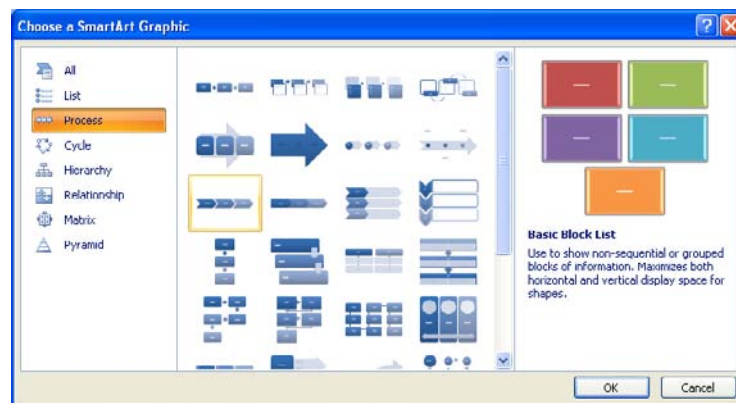 Choose a SmartArt Graphic
All
List
Process
Cycle
Hierarchy
Relationship
Matrix
Pyramid
Basic Block List
Use to show non-sequential or grouped
blocks of information. Maximizes both
horizontal and vertical display space for
shapes.
OK
Cancel